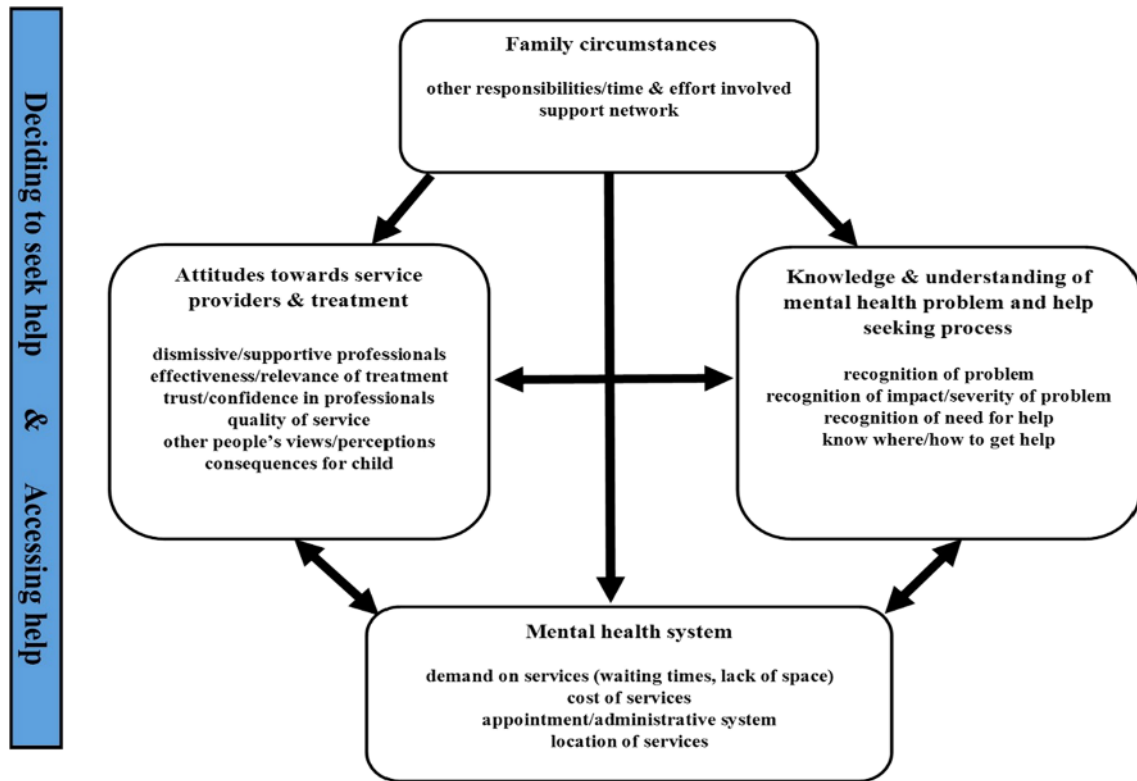 Deciding to seek help & Accessing help
Family circumstances
other responsibilities/time & effort involved
support network
Attitudes towards service
providers & treatment
dismissive/supportive professionals
effectiveness/relevance of treatment
trust/confidence in professionals
quality of service
other people's views/perceptions
consequences for child
Knowledge & understanding of
mental health problem and help
seeking process
recognition of problem
recognition of impact/severity of problem
recognition of need for help
know where/how to get help
Mental health system
demand on services (waiting times, lack of space)
cost of services
appointment/administrative system
location of services